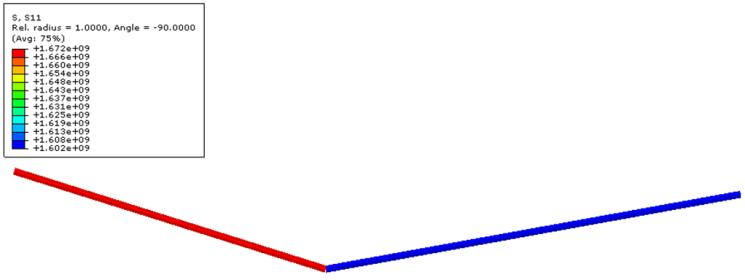 S, S11
Rel. radius = 1.0000, Angle = -90.0000
(Avg: 75%)
+1.672e+09
+1.666e+09
+1.660e+09
+1.654e+09
+1.648e+09
+1.643e+09
+1.637e+09
+1.631e+09
+1.625e+09
+1.619e+09
+1.613e+09
+1.608e+09
+1.602e+09